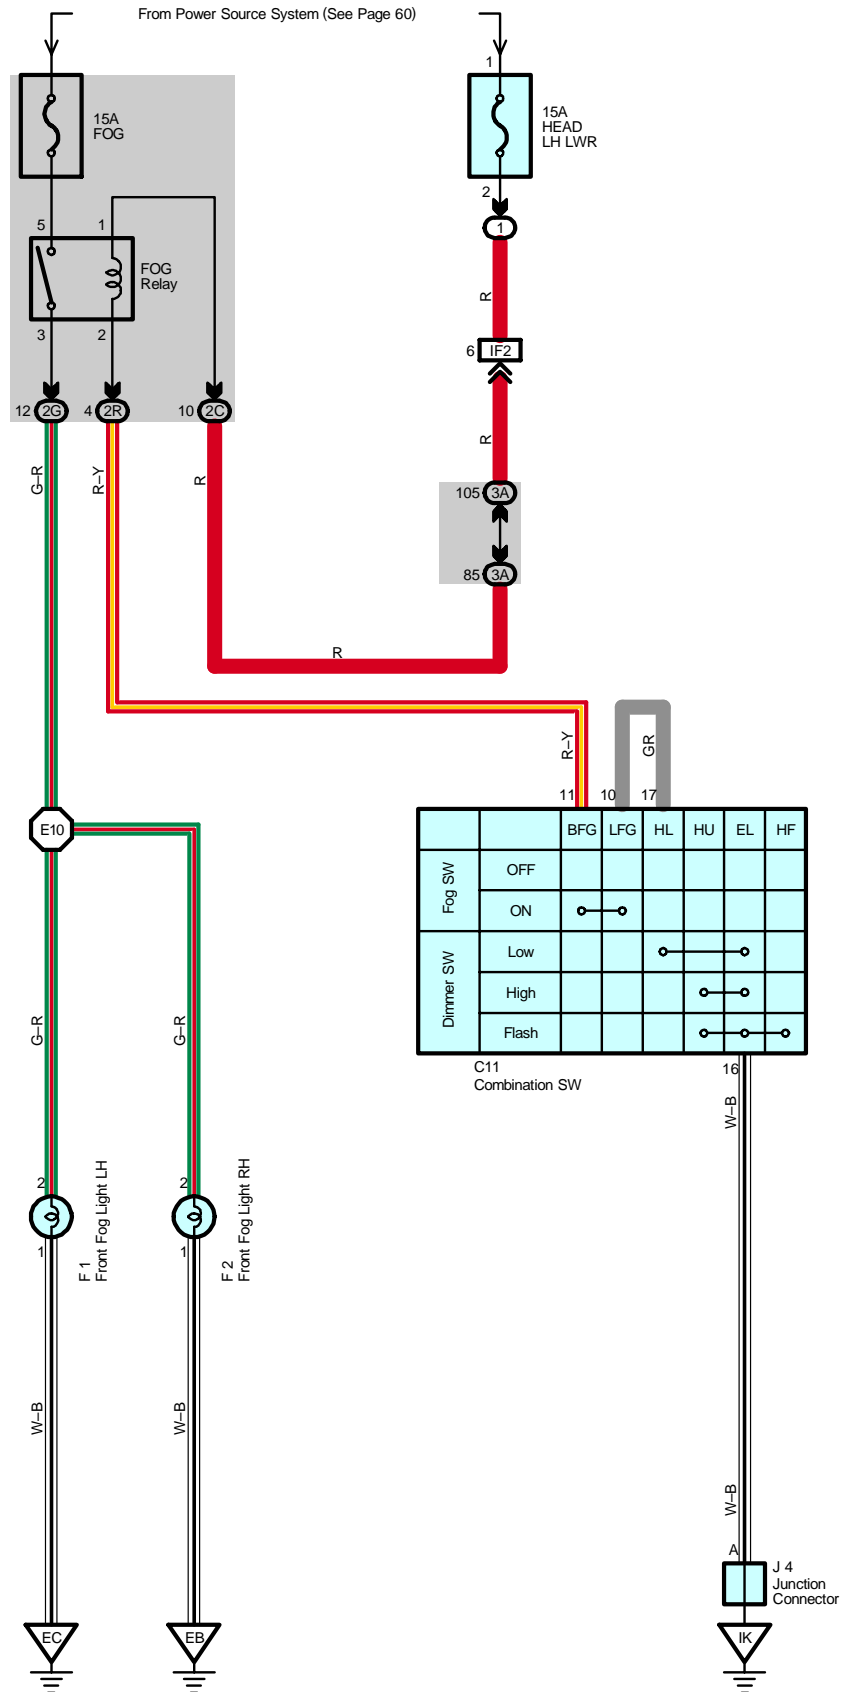 From Power Source System (See Page 60)
1
15A
FOG
15A
HEAD
LH LWR
2
1
5
1
FOG
Relay
R
3
2
6
IF2
12
2G
4
2R
10
2C
R
G–R
R–Y
R
105
3A
85
3A
R
R–Y
GR
11
10
17
E10
BFG
LFG
HL
HU
EL
HF
Fog SW
OFF
ON
Dimmer SW
Low
High
Flash
G–R
G–R
C11
Combination SW
16
W–B
2
2
1
F 1
Front Fog Light LH
1
F 2
Front Fog Light RH
W–B
W–B
W–B
A
J 4
Junction
Connector
EC
EB
IK